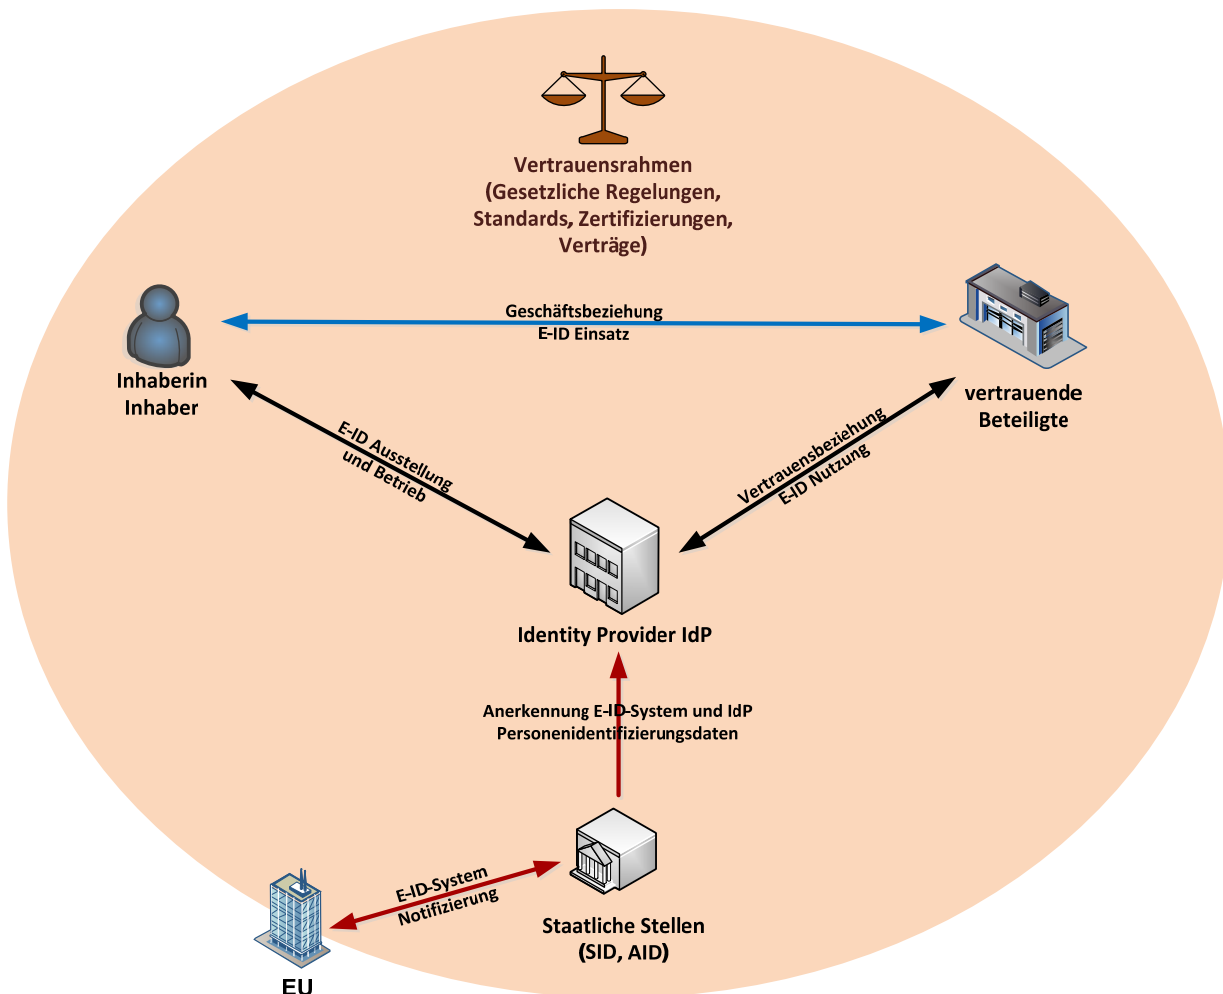 Vertrauensrahmen
(Gesetzliche Regelungen,
Standards, Zertifizierungen,
Verträge)
Geschäftsbeziehung
E-ID Einsatz
Inhaberin
Inhaber
vertrauende
Beteiligte
E-ID Ausstellung
und Betrieb
Vertrauensbeziehung
E-ID Nutzung
Identity Provider IdP
Anerkennung E-ID-System und IdP
Personenidentifizierungsdaten
E-ID-System
Notifizierung
Staatliche Stellen
(SID, AID)
EU